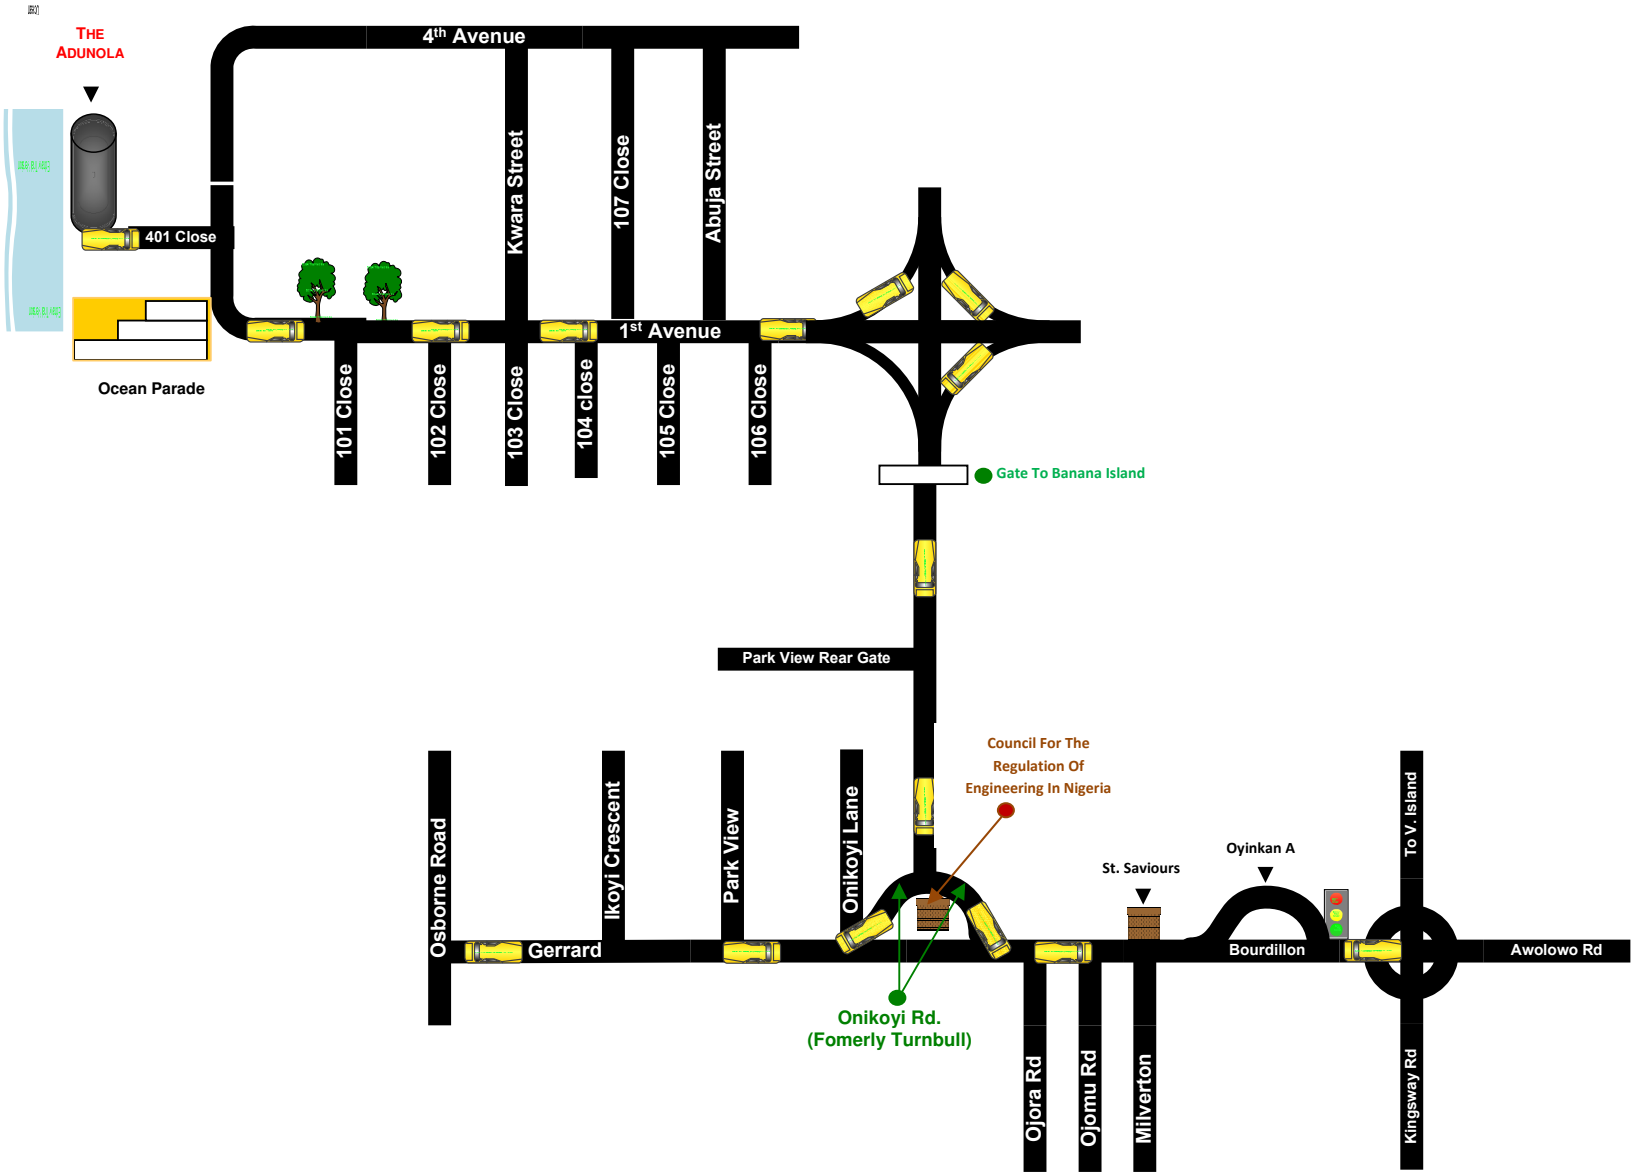 THE
ADUNOLA
4th Avenue
Kwara Street
107 Close
Abuja Street
401 Close
1st Avenue
Ocean Parade
101 Close
102 Close
103 Close
104 close
105 Close
106 Close
Gate To Banana Island
Park View Rear Gate
Council For The
Regulation Of
Engineering In Nigeria
Osborne Road
Ikoyi Crescent
Park View
Onikoyi Lane
St. Saviours
Oyinkan A
To V. Island
Gerrard
Bourdillon
Awolowo Rd
Onikoyi Rd.
(Fomerly Turnbull)
Ojora Rd
Ojomu Rd
Milverton
Kingsway Rd